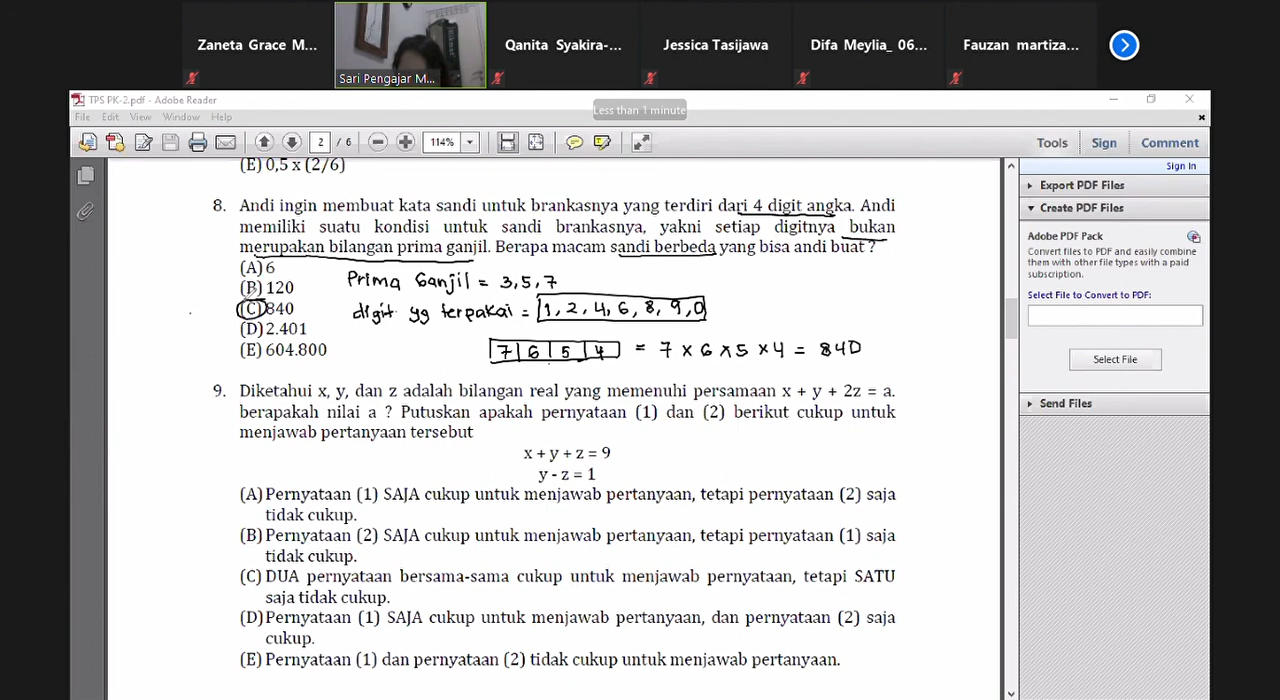 Zaneta Grace M...
Sari Pengajar M...
Qanita Syakira-...
Jessica Tasijawa
Difa Meylia_ 06...
Fauzan martiza...
TPS PK-2.pdf - Adobe Reader
Less than 1 minute
File Edit View Window Help
2 / 6 114% Tools Sign Comment
Sign In
(E) 0,5 x (2/6)
8. Andi ingin membuat kata sandi untuk brankasnya yang terdiri dari 4 digit angka. Andi
memiliki suatu kondisi untuk sandi brankasnya, yakni setiap digitnya bukan
merupakan bilangan prima ganjil. Berapa macam sandi berbeda yang bisa andi buat ?
(A) 6
(B) 120
(C) 840
(D) 2.401
(E) 604.800
Prima Ganjil = 3, 5, 7
digit yg terpakai = 1, 2, 4, 6, 8, 9, 0
7 6 5 4 = 7 × 6 × 5 × 4 = 840
9. Diketahui x, y, dan z adalah bilangan real yang memenuhi persamaan x + y + 2z = a.
berapakah nilai a ? Putuskan apakah pernyataan (1) dan (2) berikut cukup untuk
menjawab pertanyaan tersebut
x + y + z = 9
y - z = 1
(A) Pernyataan (1) SAJA cukup untuk menjawab pertanyaan, tetapi pernyataan (2) saja
tidak cukup.
(B) Pernyataan (2) SAJA cukup untuk menjawab pertanyaan, tetapi pernyataan (1) saja
tidak cukup.
(C) DUA pernyataan bersama-sama cukup untuk menjawab pernyataan, tetapi SATU
saja tidak cukup.
(D) Pernyataan (1) SAJA cukup untuk menjawab pertanyaan, dan pernyataan (2) saja
cukup.
(E) Pernyataan (1) dan pernyataan (2) tidak cukup untuk menjawab pertanyaan.
Export PDF Files
Create PDF Files
Adobe PDF Pack
Convert files to PDF and easily combine
them with other file types with a paid
subscription.
Select File to Convert to PDF:
Select File
Send Files